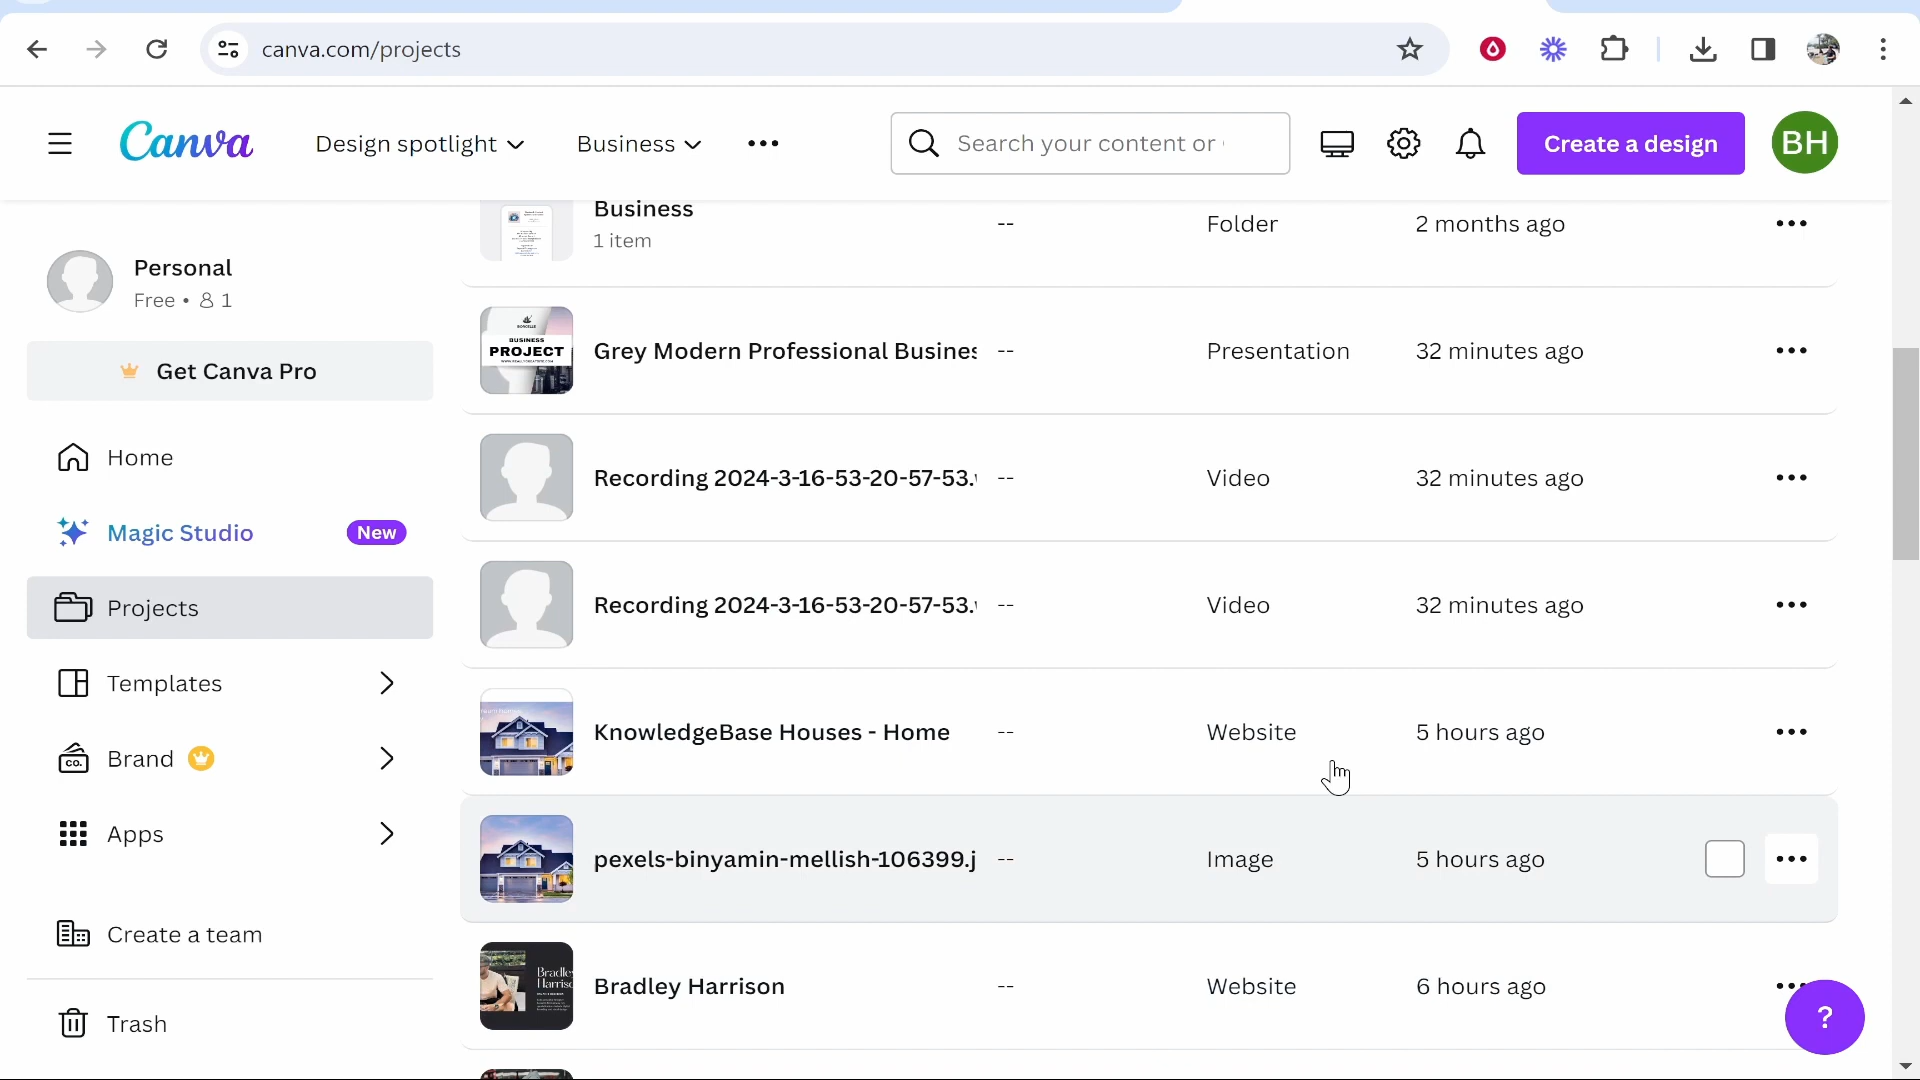 canva.com/projects
Canva
Design spotlight
Business
Search your content or
Create a design
BH
Personal
Free • 1
Get Canva Pro
Home
Magic Studio
New
Projects
Templates
CO.
Brand
Apps
Create a team
Trash
Business
1 item
--
Folder
2 months ago
BUSINESS
PROJECT
Grey Modern Professional Busines
--
Presentation
32 minutes ago
Recording 2024-3-16-53-20-57-53.
--
Video
32 minutes ago
Recording 2024-3-16-53-20-57-53.
--
Video
32 minutes ago
KnowledgeBase Houses - Home
--
Website
5 hours ago
pexels-binyamin-mellish-106399.j
--
Image
5 hours ago
Bradley
Harriso
Bradley Harrison
--
Website
6 hours ago
?